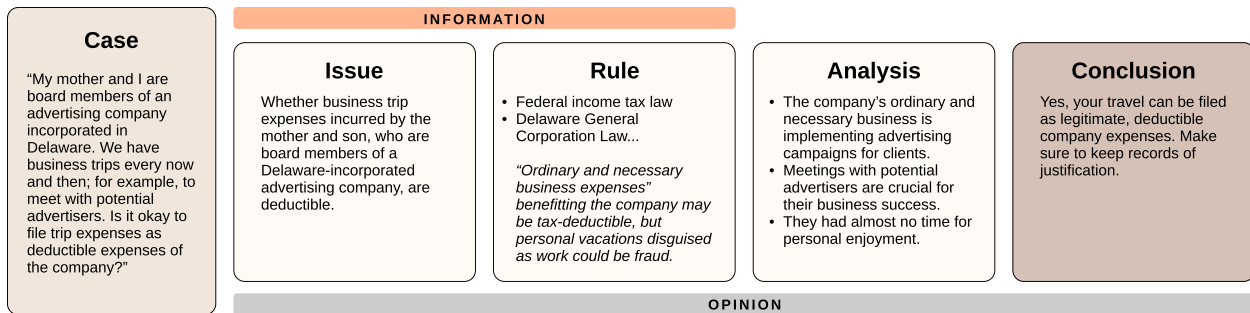 Case
“My mother and I are
board members of an
advertising company
incorporated in
Delaware. We have
business trips every now
and then; for example, to
meet with potential
advertisers. Is it okay to
file trip expenses as
deductible expenses of
the company?”
INFORMATION
Issue
Whether business trip
expenses incurred by the
mother and son, who are
board members of a
Delaware-incorporated
advertising company, are
deductible.
Rule
• Federal income tax law
• Delaware General
Corporation Law...
“Ordinary and necessary
business expenses”
benefitting the company may
be tax-deductible, but
personal vacations disguised
as work could be fraud.
Analysis
• The company’s ordinary and
necessary business is
implementing advertising
campaigns for clients.
• Meetings with potential
advertisers are crucial for
their business success.
• They had almost no time for
personal enjoyment.
Conclusion
Yes, your travel can be filed
as legitimate, deductible
company expenses. Make
sure to keep records of
justification.
OPINION